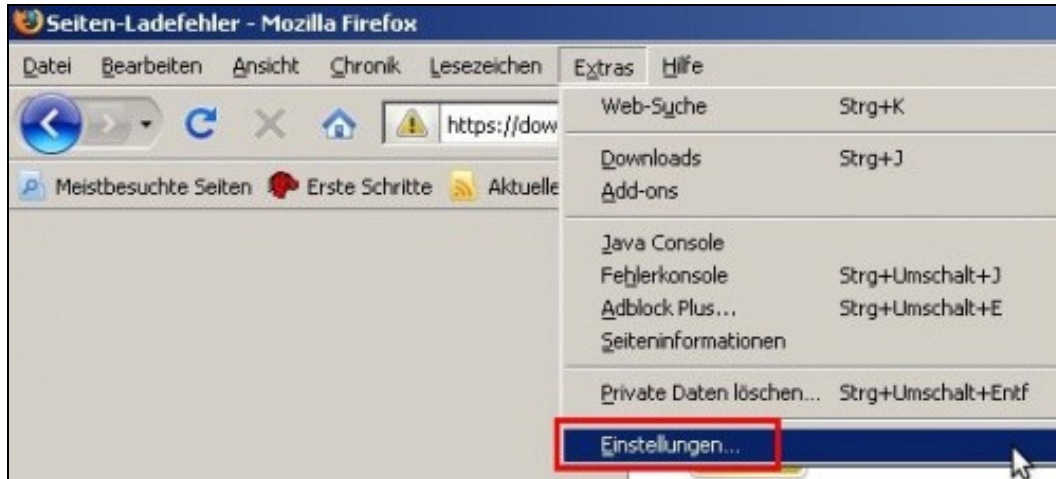 Seiten-Ladefehler - Mozilla Firefox
Datei Bearbeiten Ansicht Chronik Lesezeichen Extras Hilfe
Web-Suche Strg+K
https://dow
Downloads Strg+J
Meistbesuchte Seiten Erste Schritte Aktuelle
Add-ons
Java Console
Fehlerkonsole Strg+Umschalt+J
Adblock Plus... Strg+Umschalt+E
Seiteninformationen
Private Daten löschen... Strg+Umschalt+Entf
Einstellungen...